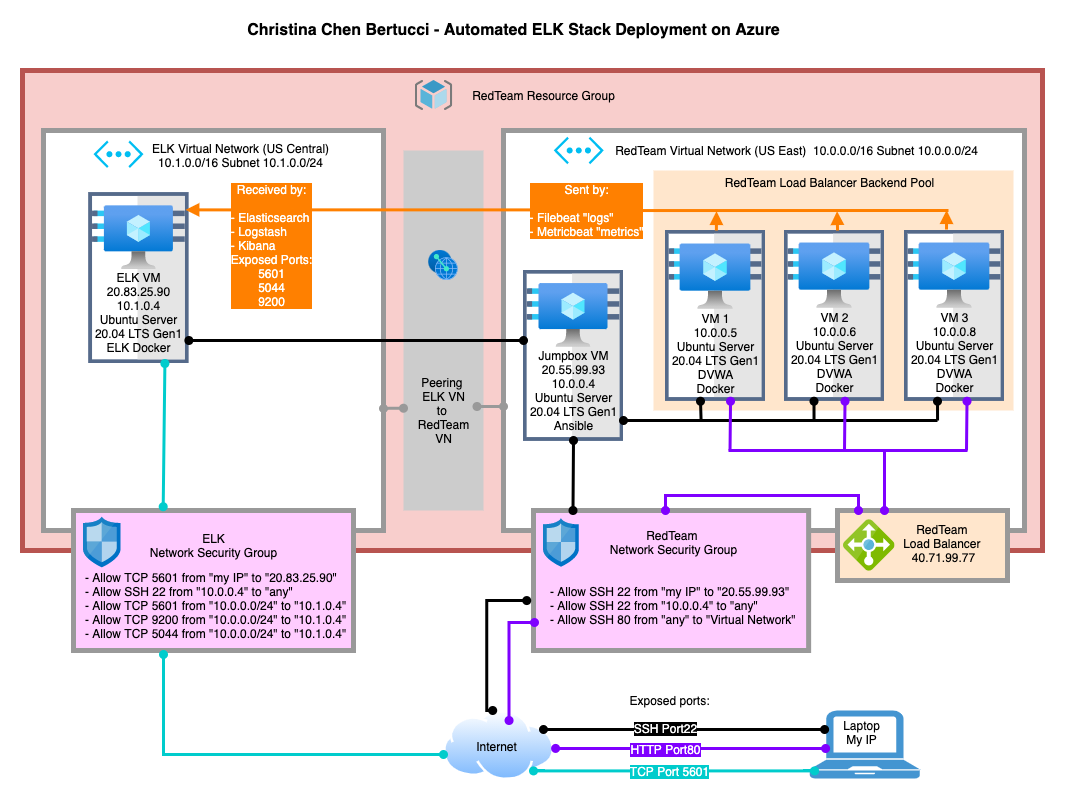 Christina Chen Bertucci - Automated ELK Stack Deployment on Azure
RedTeam Resource Group
ELK Virtual Network (US Central)
10.1.0.0/16 Subnet 10.1.0.0/24
RedTeam Virtual Network (US East)  10.0.0.0/16 Subnet 10.0.0.0/24
Received by:
- Elasticsearch
- Logstash
- Kibana
Exposed Ports:
5601
5044
9200
Sent by:
- Filebeat "logs"
- Metricbeat "metrics"
RedTeam Load Balancer Backend Pool
ELK VM
20.83.25.90
10.1.0.4
Ubuntu Server
20.04 LTS Gen1
ELK Docker
Peering
ELK VN
to
RedTeam
VN
Jumpbox VM
20.55.99.93
10.0.0.4
Ubuntu Server
20.04 LTS Gen1
Ansible
VM 1
10.0.0.5
Ubuntu Server
20.04 LTS Gen1
DVWA
Docker
VM 2
10.0.0.6
Ubuntu Server
20.04 LTS Gen1
DVWA
Docker
VM 3
10.0.0.8
Ubuntu Server
20.04 LTS Gen1
DVWA
Docker
ELK
Network Security Group
- Allow TCP 5601 from "my IP" to "20.83.25.90"
- Allow SSH 22 from "10.0.0.4" to "any"
- Allow TCP 5601 from "10.0.0.0/24" to "10.1.0.4"
- Allow TCP 9200 from "10.0.0.0/24" to "10.1.0.4"
- Allow TCP 5044 from "10.0.0.0/24" to "10.1.0.4"
RedTeam
Network Security Group
- Allow SSH 22 from "my IP" to "20.55.99.93"
- Allow SSH 22 from "10.0.0.4" to "any"
- Allow SSH 80 from "any" to "Virtual Network"
RedTeam
Load Balancer
40.71.99.77
Exposed ports:
SSH Port22
HTTP Port80
TCP Port 5601
Internet
Laptop
My IP